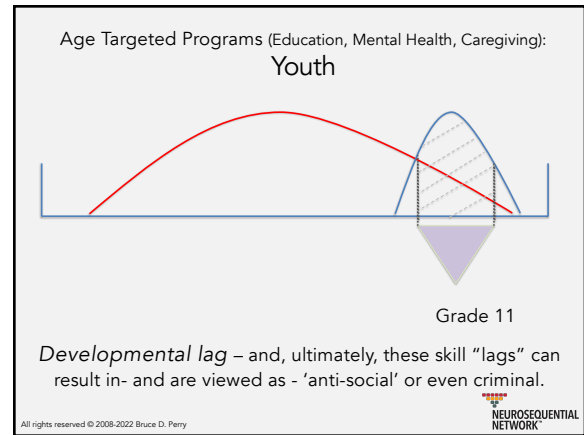 Age Targeted Programs (Education, Mental Health, Caregiving):
Youth
Grade 11
Developmental lag – and, ultimately, these skill “lags” can
result in- and are viewed as - ‘anti-social’ or even criminal.
All rights reserved © 2008-2022 Bruce D. Perry
NEUROSEQUENTIAL
NETWORK™